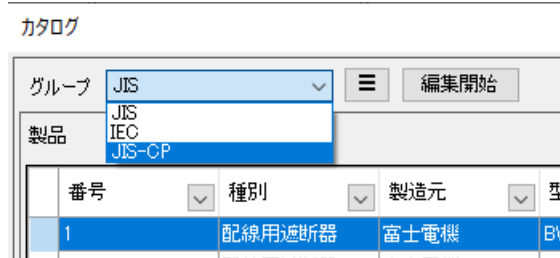 カタログ
グループ JIS 編集開始
JIS
IEC
JIS-CP
製品
番号 種別 製造元
1 配線用遮断器 富士電機